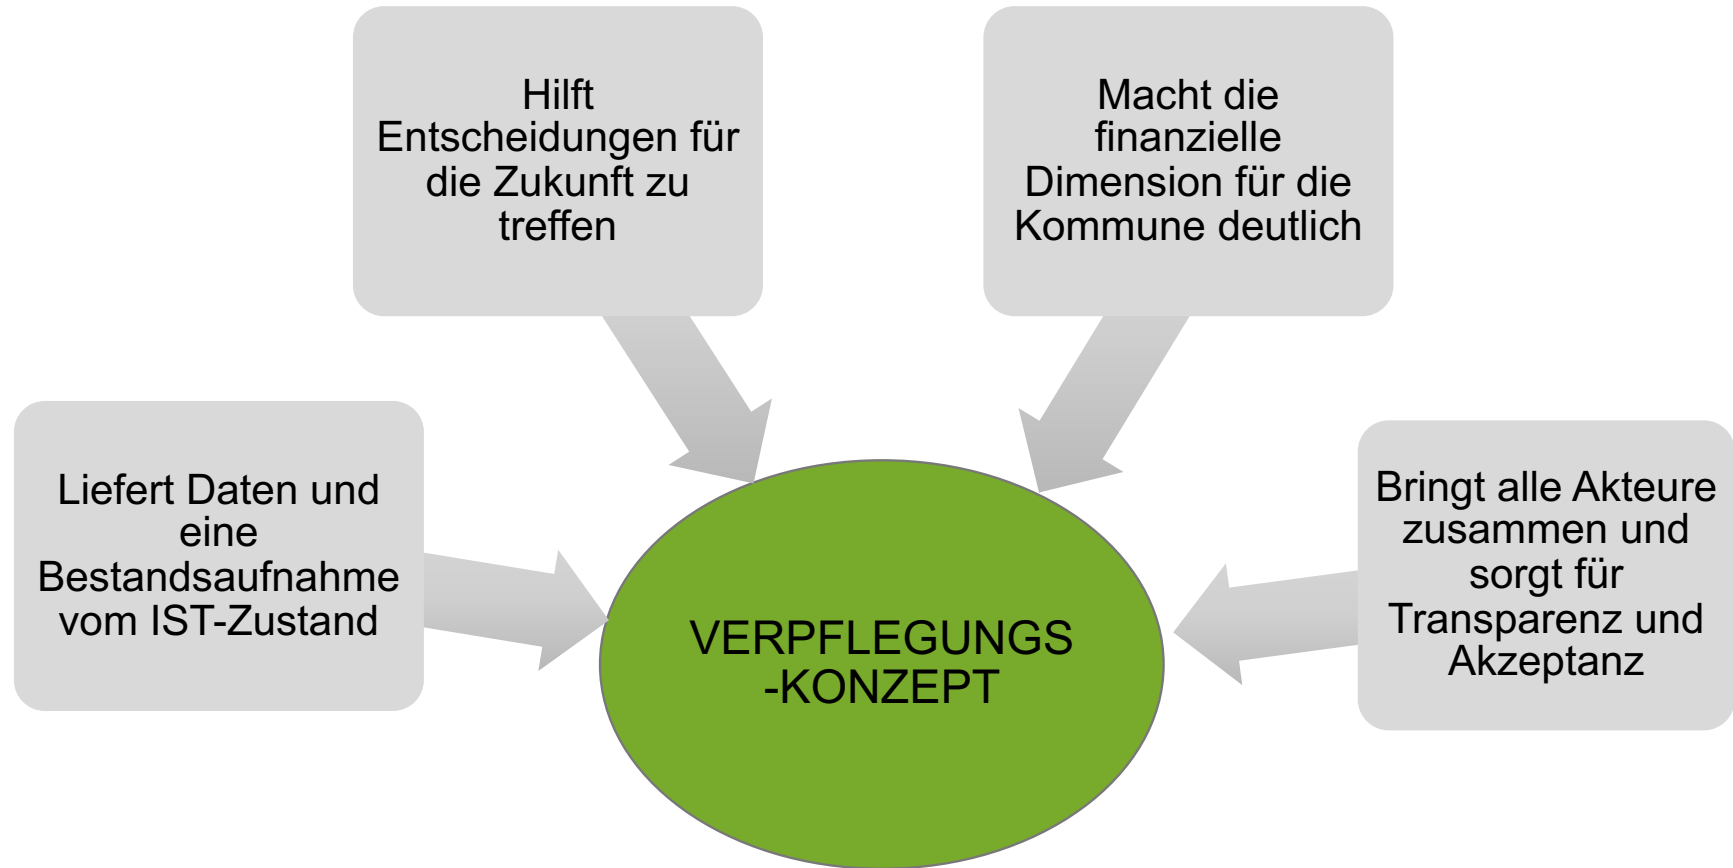 Hilft
Entscheidungen für
die Zukunft zu
treffen
Macht die
finanzielle
Dimension für die
Kommune deutlich
Liefert Daten und
eine
Bestandsaufnahme
vom IST-Zustand
Bringt alle Akteure
zusammen und
sorgt für
Transparenz und
Akzeptanz
VERPFLEGUNGS
-KONZEPT